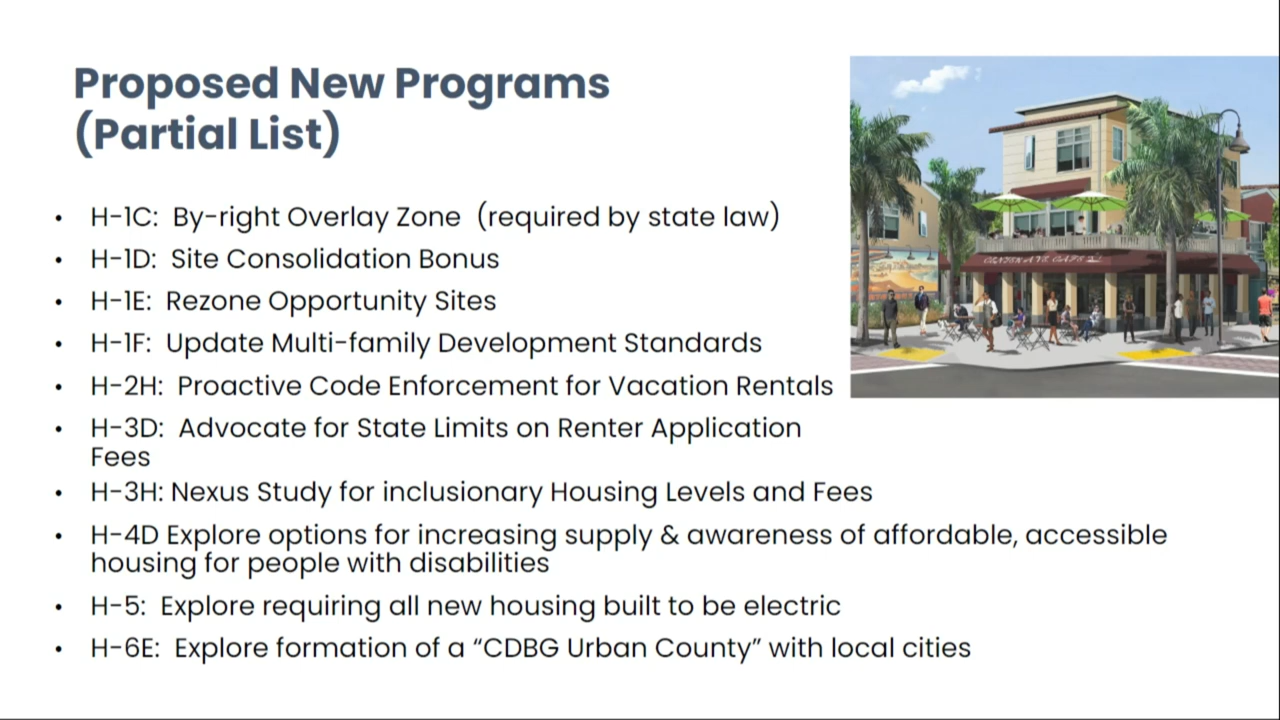 Proposed New Programs
(Partial List)
• H-1C: By-right Overlay Zone (required by state law)
• H-1D: Site Consolidation Bonus
• H-1E: Rezone Opportunity Sites
• H-1F: Update Multi-family Development Standards
• H-2H: Proactive Code Enforcement for Vacation Rentals
• H-3D: Advocate for State Limits on Renter Application
Fees
• H-3H: Nexus Study for inclusionary Housing Levels and Fees
• H-4D Explore options for increasing supply & awareness of affordable, accessible
housing for people with disabilities
• H-5: Explore requiring all new housing built to be electric
• H-6E: Explore formation of a “CDBG Urban County” with local cities